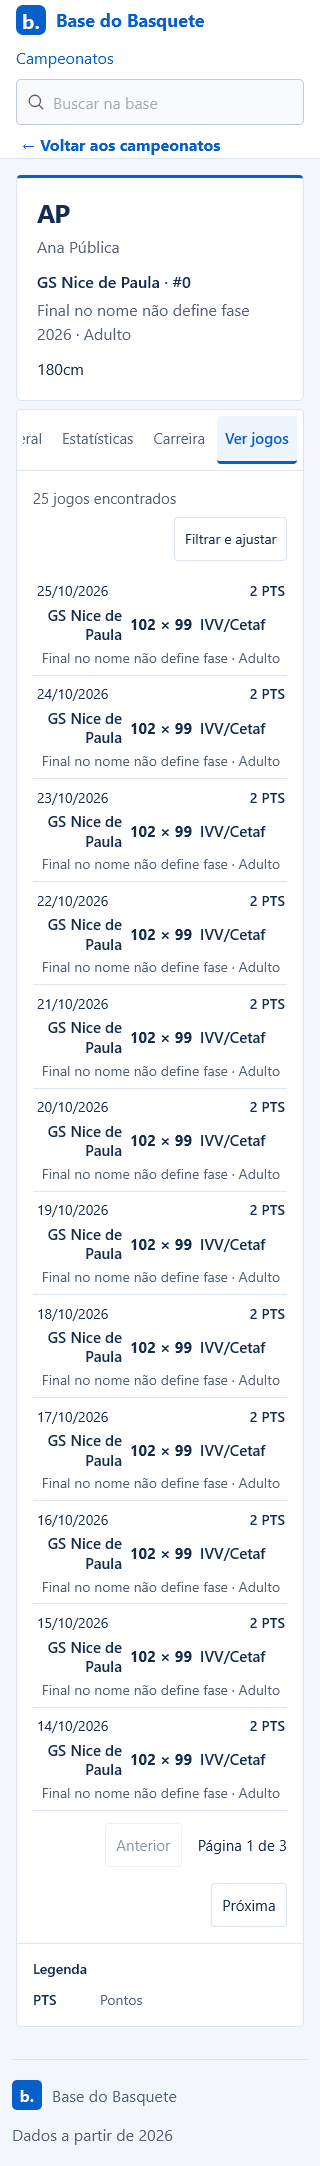 b. Base do Basquete
Campeonatos
Buscar na base
← Voltar aos campeonatos
AP
Ana Pública
GS Nice de Paula · #0
Final no nome não define fase
2026 · Adulto
180cm
eral Estatísticas Carreira Ver jogos
25 jogos encontrados
Filtrar e ajustar
25/10/2026 2 PTS
GS Nice de
Paula 102 × 99 IVV/Cetaf
Final no nome não define fase · Adulto
24/10/2026 2 PTS
GS Nice de
Paula 102 × 99 IVV/Cetaf
Final no nome não define fase · Adulto
23/10/2026 2 PTS
GS Nice de
Paula 102 × 99 IVV/Cetaf
Final no nome não define fase · Adulto
22/10/2026 2 PTS
GS Nice de
Paula 102 × 99 IVV/Cetaf
Final no nome não define fase · Adulto
21/10/2026 2 PTS
GS Nice de
Paula 102 × 99 IVV/Cetaf
Final no nome não define fase · Adulto
20/10/2026 2 PTS
GS Nice de
Paula 102 × 99 IVV/Cetaf
Final no nome não define fase · Adulto
19/10/2026 2 PTS
GS Nice de
Paula 102 × 99 IVV/Cetaf
Final no nome não define fase · Adulto
18/10/2026 2 PTS
GS Nice de
Paula 102 × 99 IVV/Cetaf
Final no nome não define fase · Adulto
17/10/2026 2 PTS
GS Nice de
Paula 102 × 99 IVV/Cetaf
Final no nome não define fase · Adulto
16/10/2026 2 PTS
GS Nice de
Paula 102 × 99 IVV/Cetaf
Final no nome não define fase · Adulto
15/10/2026 2 PTS
GS Nice de
Paula 102 × 99 IVV/Cetaf
Final no nome não define fase · Adulto
14/10/2026 2 PTS
GS Nice de
Paula 102 × 99 IVV/Cetaf
Final no nome não define fase · Adulto
Anterior Página 1 de 3
Próxima
Legenda
PTS Pontos
b. Base do Basquete
Dados a partir de 2026